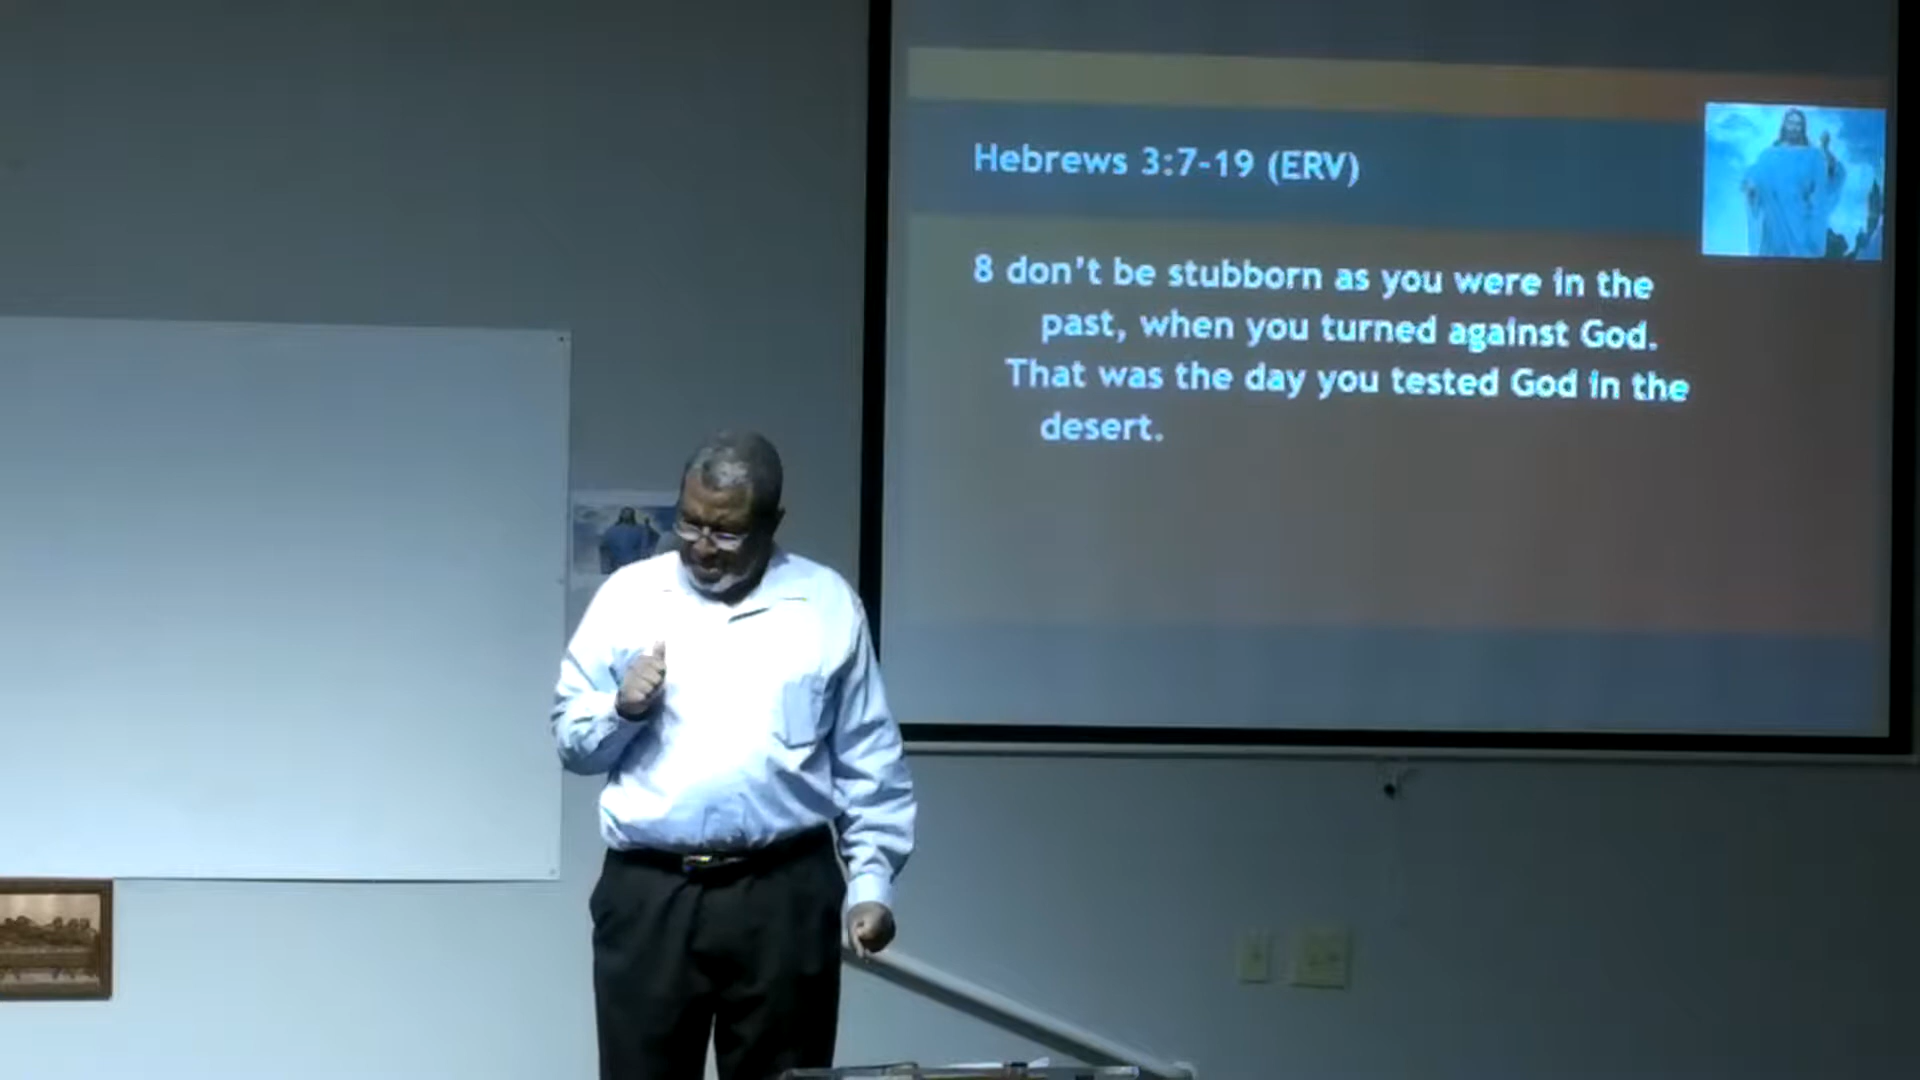 Hebrews 3:7-19 (ERV)
8 don't be stubborn as you were in the
past, when you turned against God.
That was the day you tested God in the
desert.